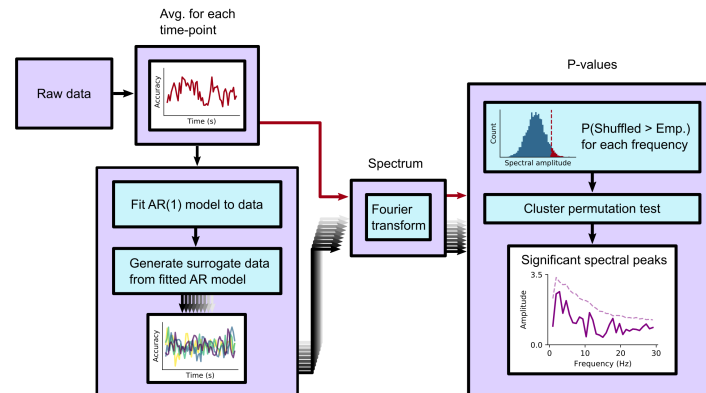 Avg. for each
time-point
Raw data
Accuracy
Time (s)
Fit AR(1) model to data
Generate surrogate data
from fitted AR model
Accuracy
Time (s)
Spectrum
Fourier
transform
P-values
Count
Spectral amplitude
P(Shuffled > Emp.)
for each frequency
Cluster permutation test
Significant spectral peaks
3.5
Amplitude
0.0
0
10
20
30
Frequency (Hz)